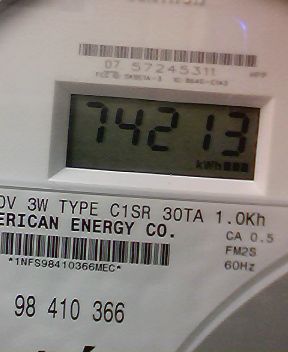 07 57245311
74213
kWh
0V 3W TYPE C1SR 30TA 1.0Kh
ERICAN ENERGY CO.
CA 0.5
FM2S
*1NFS98410366MEC*
60Hz
98 410 366